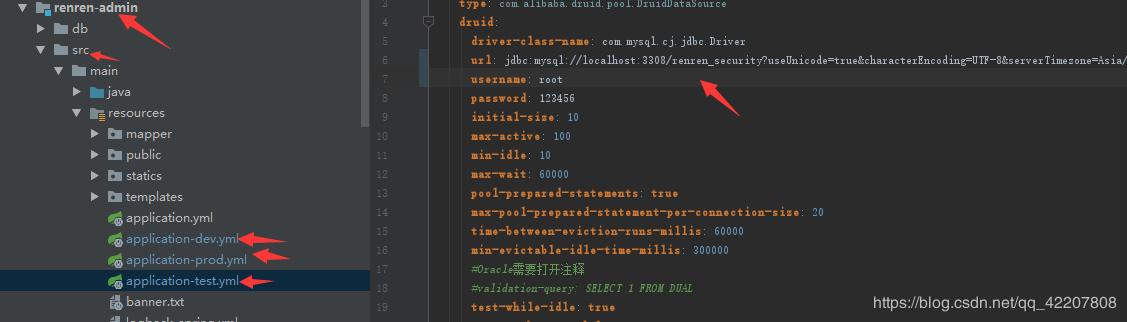 renren-admin
db
src
main
java
resources
mapper
public
statics
templates
application.yml
application-dev.yml
application-prod.yml
application-test.yml
banner.txt
logback-spring.yml
3 type: com.alibaba.druid.pool.DruidDataSource
4 druid:
5 driver-class-name: com.mysql.cj.jdbc.Driver
6 url: jdbc:mysql://localhost:3308/renren_security?useUnicode=true&characterEncoding=UTF-8&serverTimezone=Asia/
7 username: root
8 password: 123456
9 initial-size: 10
10 max-active: 100
11 min-idle: 10
12 max-wait: 60000
13 pool-prepared-statements: true
14 max-pool-prepared-statement-per-connection-size: 20
15 time-between-eviction-runs-millis: 60000
16 min-evictable-idle-time-millis: 300000
17 #Oracle需要打开注释
18 #validation-query: SELECT 1 FROM DUAL
19 test-while-idle: true
https://blog.csdn.net/qq_42207808